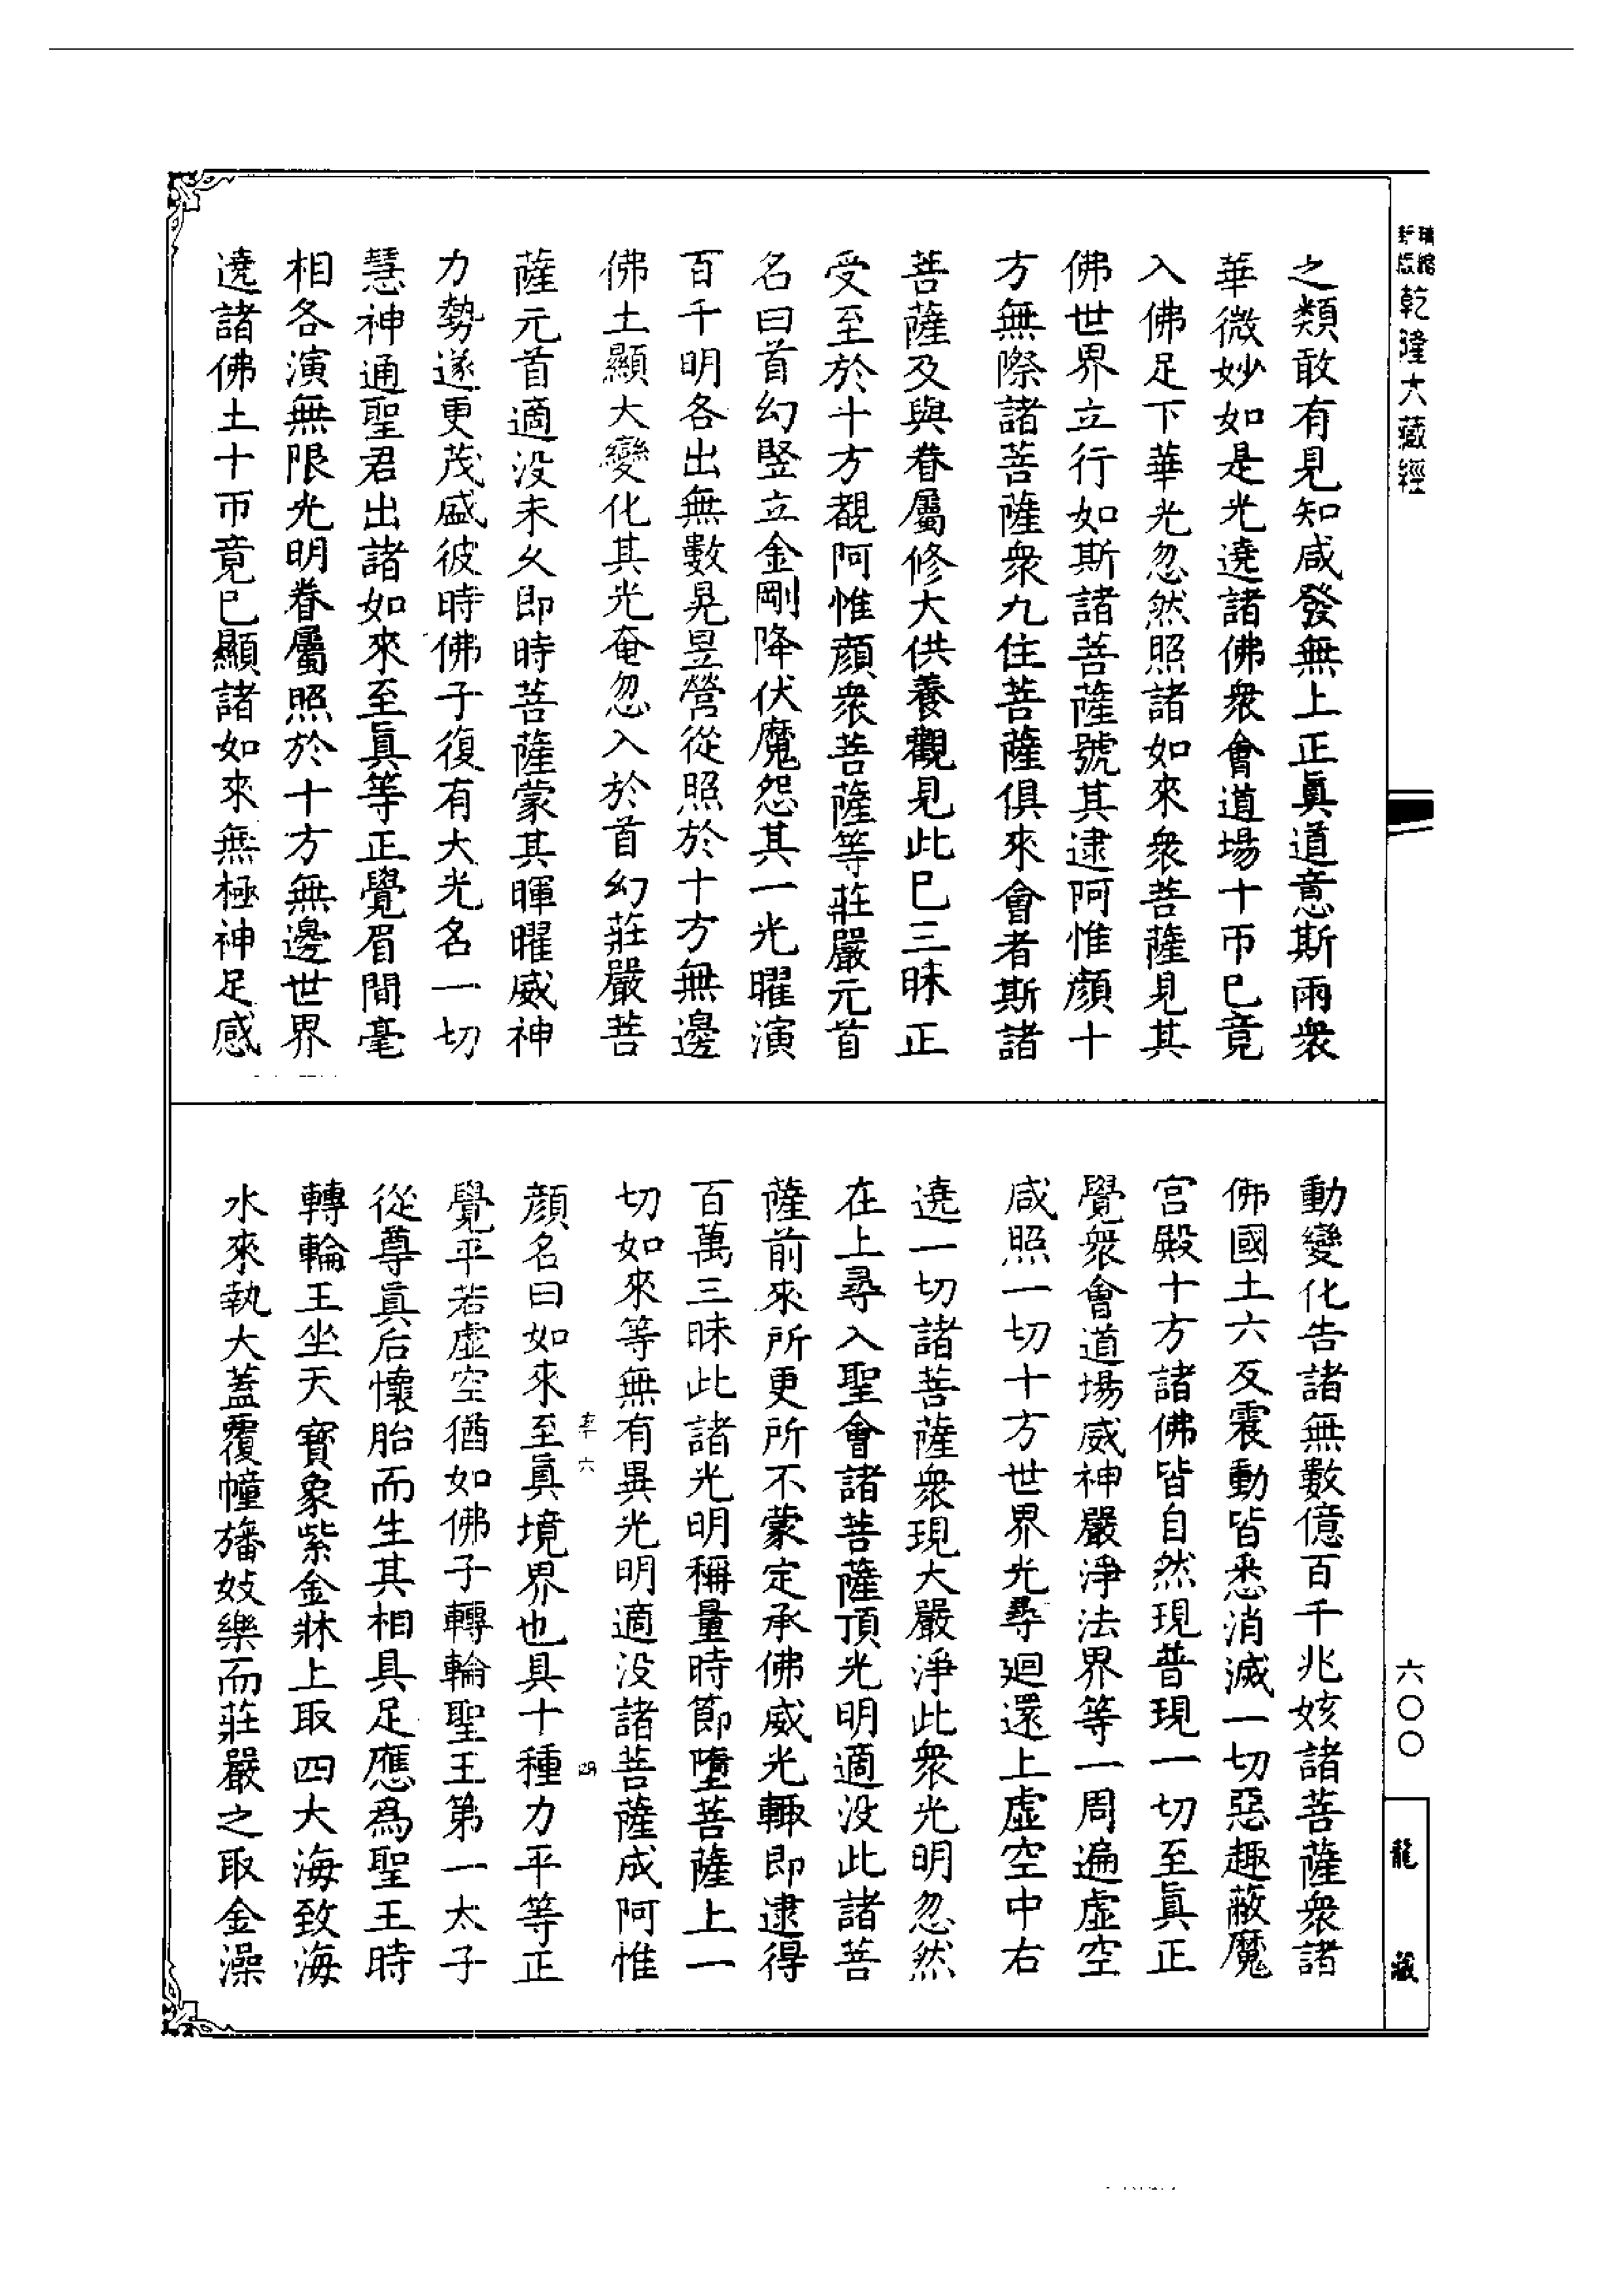 乾隆大藏經
之類敢有見知咸發無上正眞道意斯雨衆
華微妙如是光遶諸佛衆會道場十帀巳竟
入佛足下華光忽然照諸如來衆菩薩見其
佛世界立行如斯諸菩薩號其逮阿惟顏十
方無際諸菩薩衆九住菩薩俱來會者斯諸
菩薩及與眷屬修大供養觀見此巳三昧正
受至於十方覩阿惟顏衆菩薩等莊嚴元首
名曰首幻竪立金剛降伏魔怨其一光曜演
百千明各出無數晃昱營從照於十方無邊
佛土顯大變化其光奄忽入於首幻莊嚴菩
薩元首適没未久即時菩薩蒙其暉曜威神
力勢遂更茂盛彼時佛子復有大光名一切
慧神通聖君出諸如來至眞等正覺眉間毫
相各演無限光明眷屬照於十方無邊世界
遶諸佛土十帀竟巳顯諸如來無極神足感
動變化告諸無數億百千兆姟諸菩薩衆諸
佛國土六反震動皆悉消滅一切惡趣蔽魔
宫殿十方諸佛皆自然現普現一切至眞正
覺衆會道場威神嚴淨法界等一周遍虛空
咸照一切十方世界光尋迴還上虛空中右
遶一切諸菩薩衆現大嚴淨此衆光明忽然
在上尋入聖會諸菩薩頂光明適没此諸菩
薩前來所更所不蒙定承佛威光輙即逮得
百萬三昧此諸光明稱量時節墮菩薩上一
切如來等無有異光明適没諸菩薩成阿惟
顏名曰如來至眞境界也具十種力平等正
覺平若虛空猶如佛子轉輪聖王第一太子
從尊眞后懷胎而生其相具足應爲聖王時
轉輪王坐天寶象紫金牀上取四大海致海
水來執大蓋覆幢旛妓樂而莊嚴之取金澡
六〇〇
龍藏